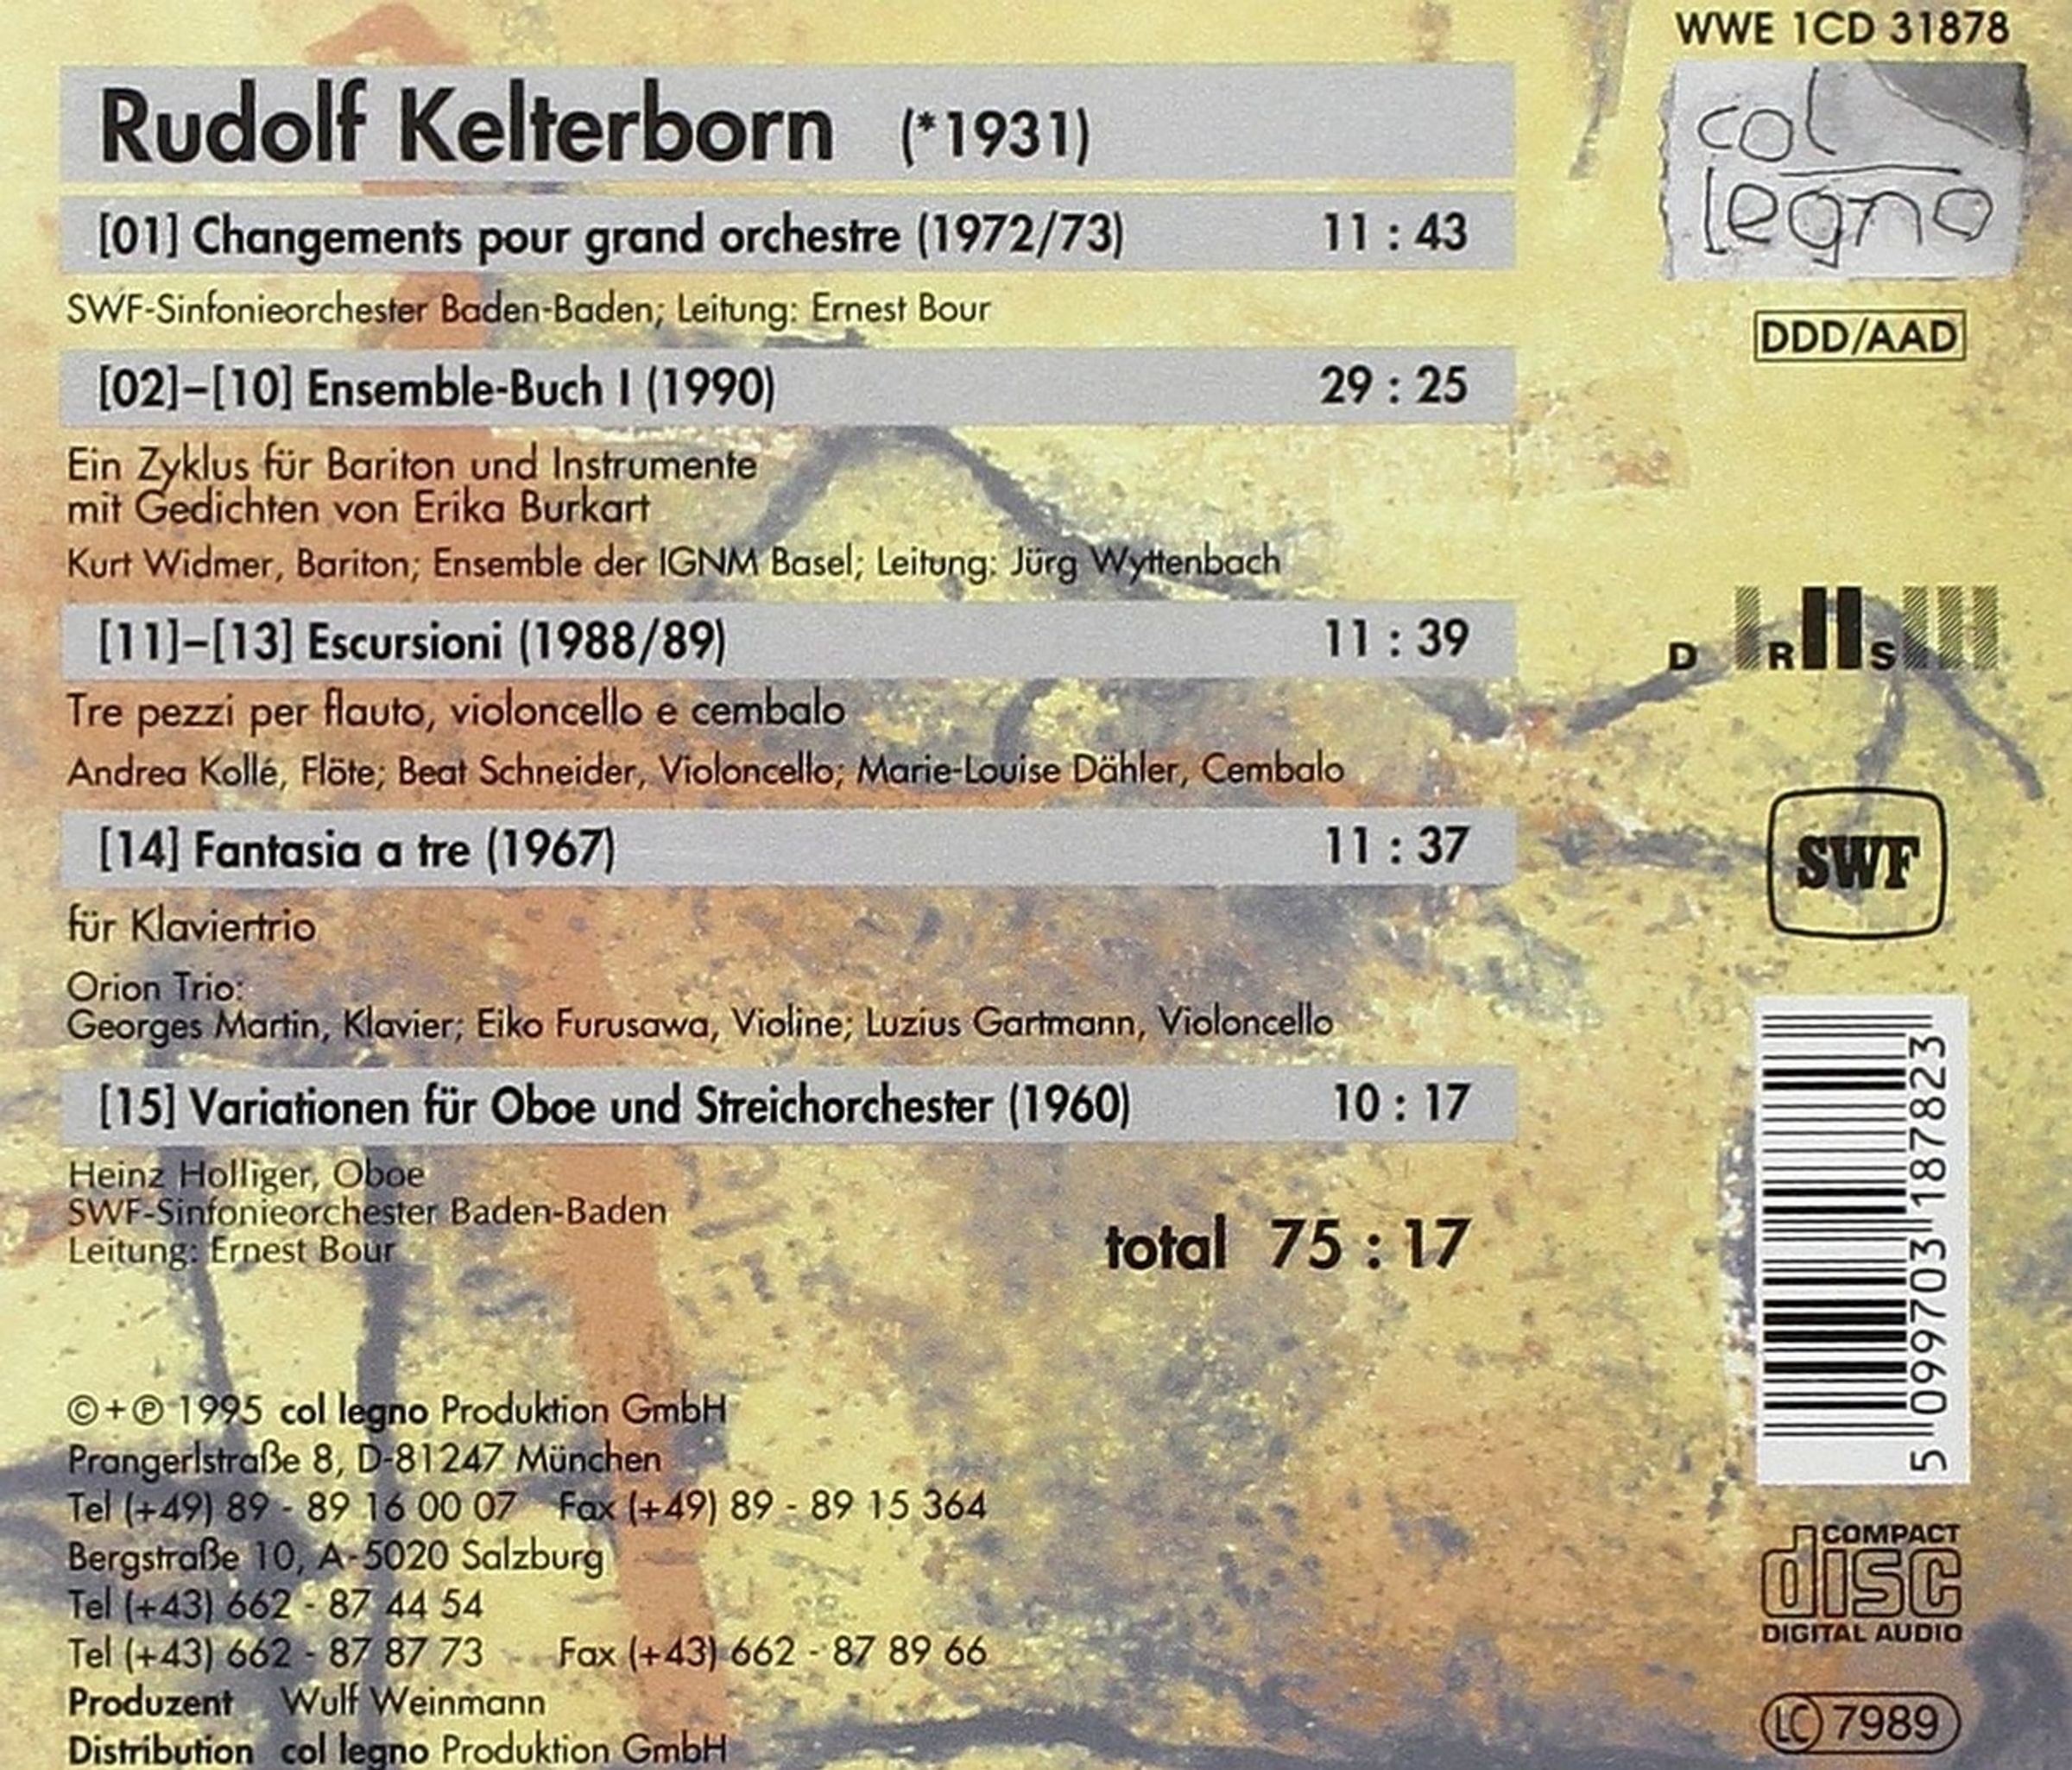 WWE 1CD 31878
Rudolf Kelterborn (*1931)
col legno
[01] Changements pour grand orchestre (1972/73) 11 : 43
SWF-Sinfonieorchester Baden-Baden; Leitung: Ernest Bour
DDD/AAD
[02]–[10] Ensemble-Buch I (1990) 29 : 25
Ein Zyklus für Bariton und Instrumente
mit Gedichten von Erika Burkart
Kurt Widmer, Bariton; Ensemble der IGNM Basel; Leitung: Jürg Wyttenbach
[11]–[13] Escursioni (1988/89) 11 : 39
D R S
Tre pezzi per flauto, violoncello e cembalo
Andrea Kollé, Flöte; Beat Schneider, Violoncello; Marie-Louise Dähler, Cembalo
[14] Fantasia a tre (1967) 11 : 37
SWF
für Klaviertrio
Orion Trio:
Georges Martin, Klavier; Eiko Furusawa, Violine; Luzius Gartmann, Violoncello
[15] Variationen für Oboe und Streichorchester (1960) 10 : 17
Heinz Holliger, Oboe
SWF-Sinfonieorchester Baden-Baden
Leitung: Ernest Bour
total 75 : 17
5 099703 187823
©+℗ 1995 col legno Produktion GmbH
Prangerlstraße 8, D-81247 München
Tel (+49) 89 - 89 16 00 07 Fax (+49) 89 - 89 15 364
Bergstraße 10, A-5020 Salzburg
Tel (+43) 662 - 87 44 54
Tel (+43) 662 - 87 87 73 Fax (+43) 662 - 87 89 66
Produzent Wulf Weinmann
Distribution col legno Produktion GmbH
COMPACT
disc
DIGITAL AUDIO
LC 7989